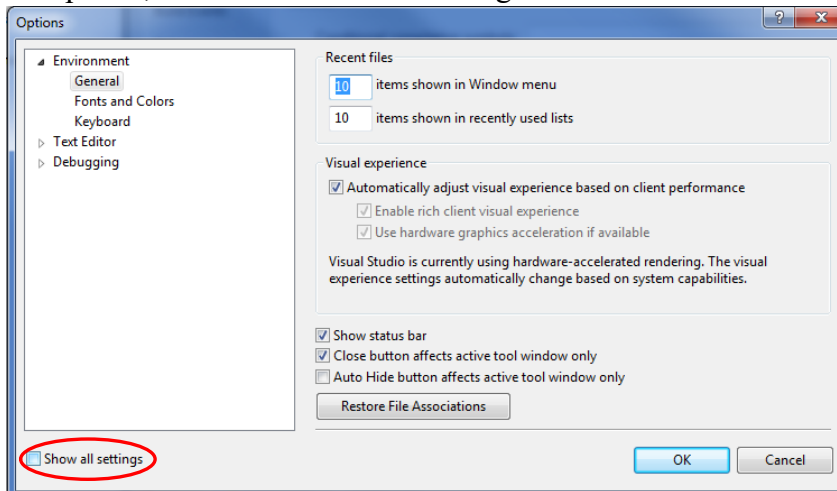 Options
Environment
General
Fonts and Colors
Keyboard
Text Editor
Debugging
Recent files
10 items shown in Window menu
10 items shown in recently used lists
Visual experience
Automatically adjust visual experience based on client performance
Enable rich client visual experience
Use hardware graphics acceleration if available
Visual Studio is currently using hardware-accelerated rendering. The visual
experience settings automatically change based on system capabilities.
Show status bar
Close button affects active tool window only
Auto Hide button affects active tool window only
Restore File Associations
Show all settings
OK Cancel